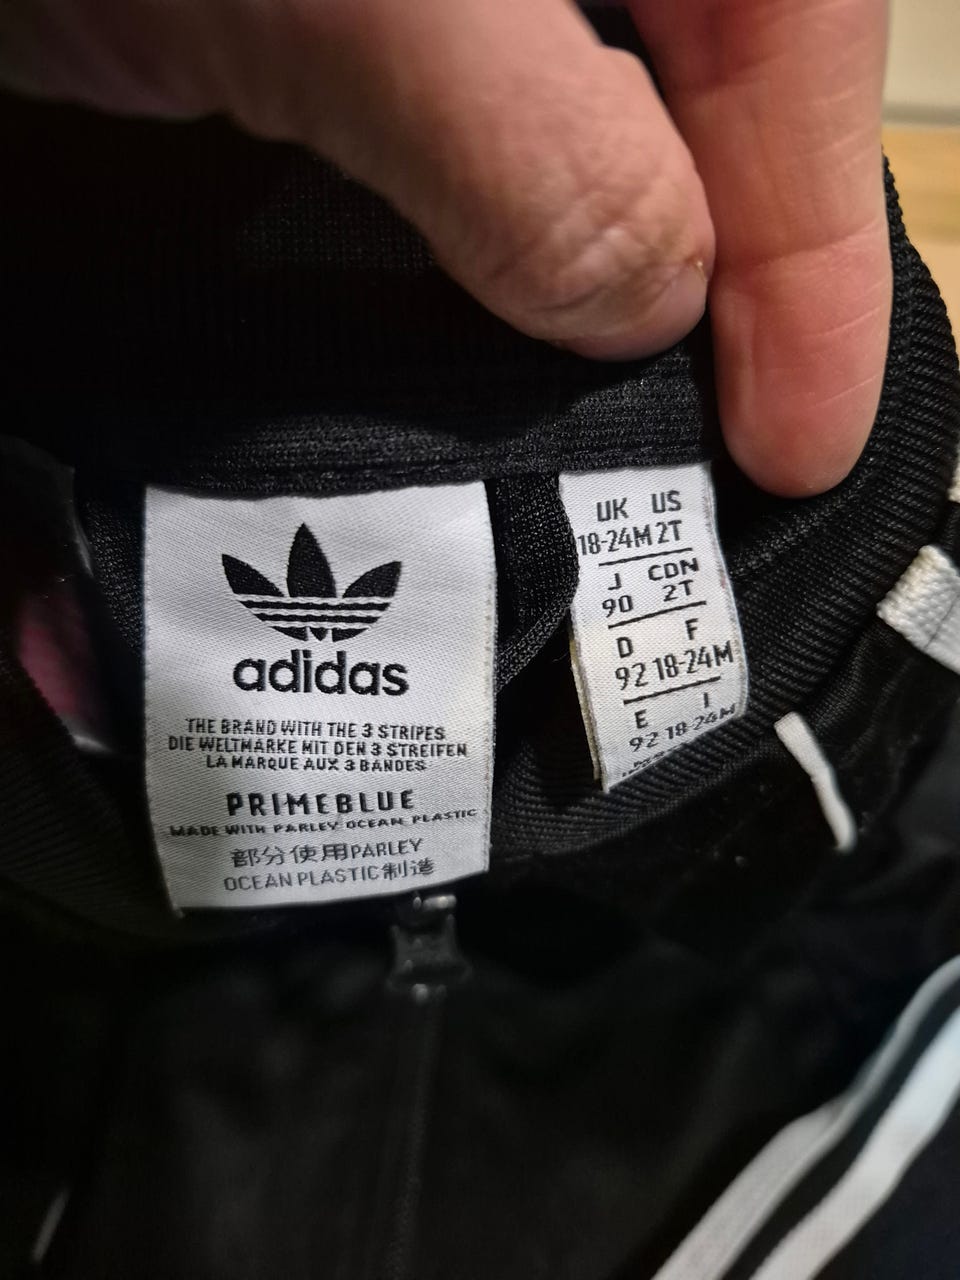 adidas
THE BRAND WITH THE 3 STRIPES
DIE WELTMARKE MIT DEN 3 STREIFEN
LA MARQUE AUX 3 BANDES
PRIMEBLUE
MADE WITH PARLEY OCEAN PLASTIC
部分使用PARLEY
OCEAN PLASTIC制造
UK US
18-24M 2T
J CDN
90 2T
D F
92 18-24M
E I
92 18-24M